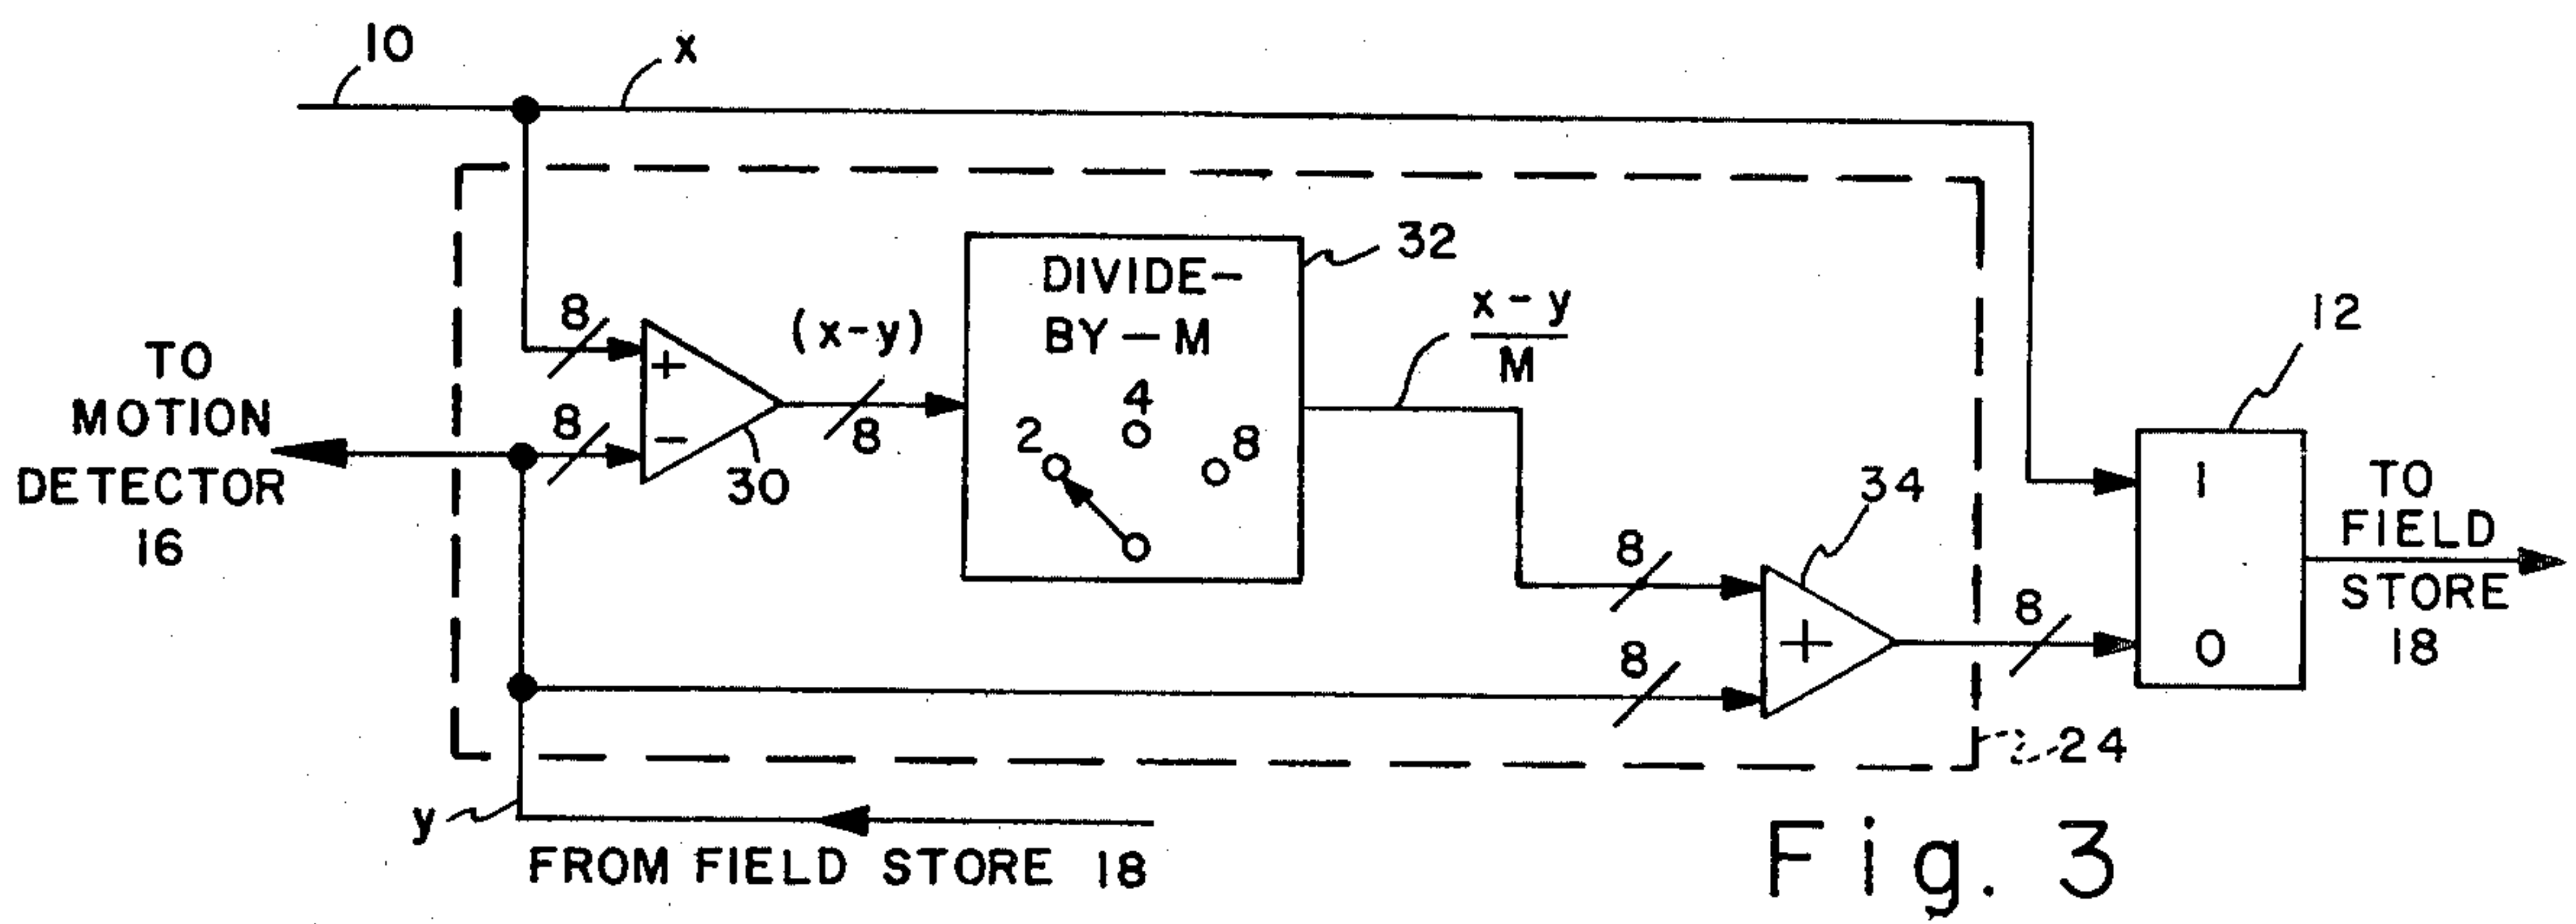 10
x
32
DIVIDE-
BY-M
8
(x-y)
x-y
M
12
TO
MOTION
DETECTOR
16
4
2
8
8
+
-
8
30
34
1
TO
FIELD
STORE
18
8
8
8
+
0
24
y
FROM FIELD STORE 18
Fig. 3